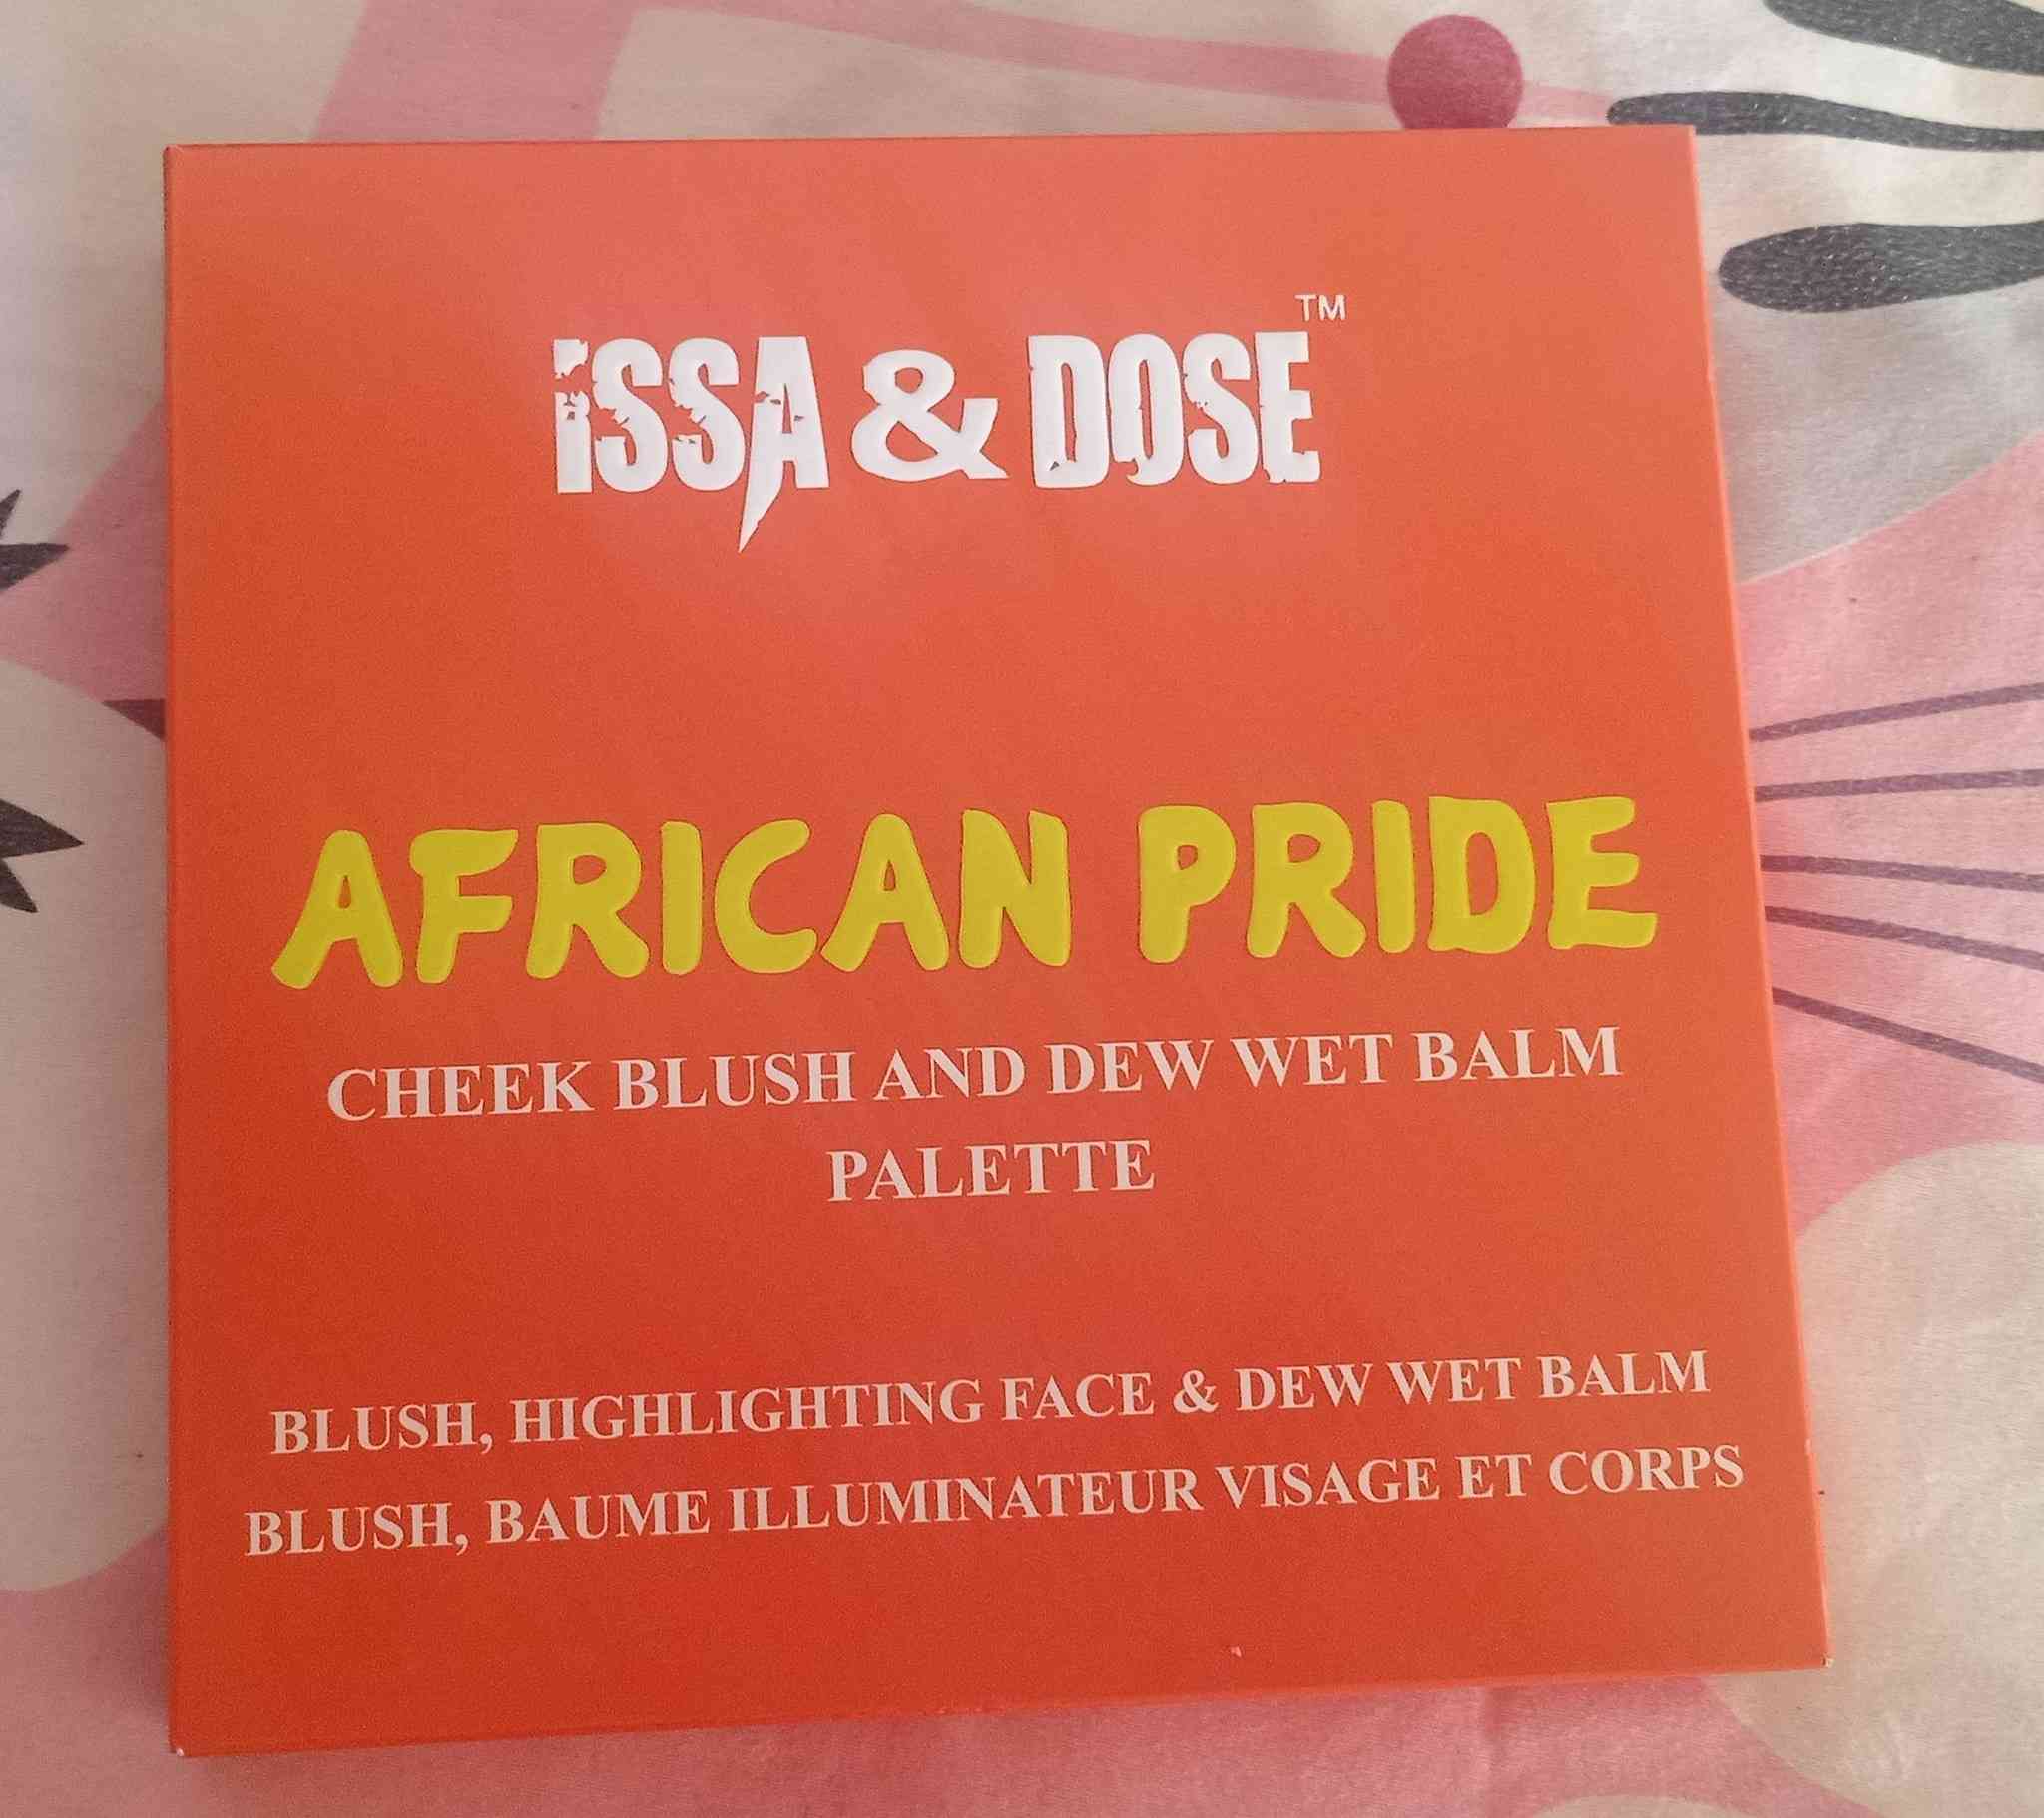 iSSA & DOSE™
AFRICAN PRIDE
CHEEK BLUSH AND DEW WET BALM
PALETTE
BLUSH, HIGHLIGHTING FACE & DEW WET BALM
BLUSH, BAUME ILLUMINATEUR VISAGE ET CORPS